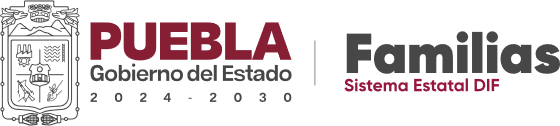 PUEBLA
Gobierno del Estado
2024 - 2030
Familias
Sistema Estatal DIF